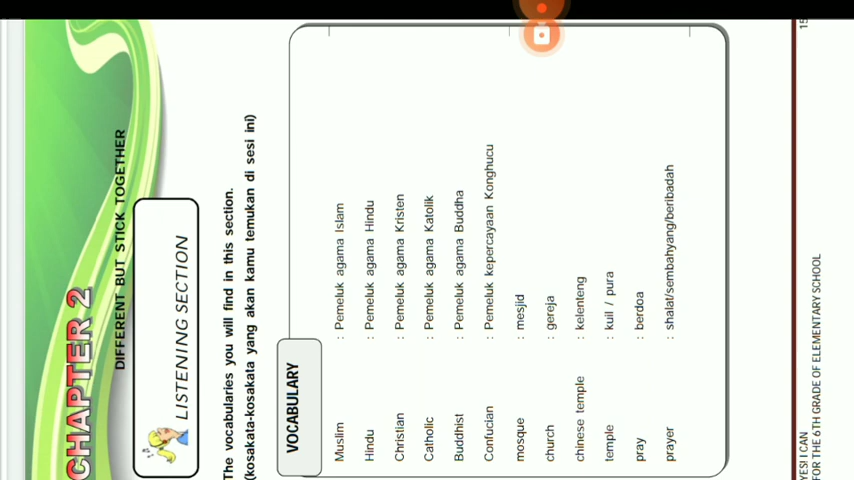 CHAPTER 2
DIFFERENT BUT STICK TOGETHER
LISTENING SECTION
The vocabularies you will find in this section.
(kosakata-kosakata yang akan kamu temukan di sesi ini)
VOCABULARY
Muslim : Pemeluk agama Islam
Hindu : Pemeluk agama Hindu
Christian : Pemeluk agama Kristen
Catholic : Pemeluk agama Katolik
Buddhist : Pemeluk agama Buddha
Confucian : Pemeluk kepercayaan Konghucu
mosque : mesjid
church : gereja
chinese temple : kelenteng
temple : kuil / pura
pray : berdoa
prayer : shalat/sembahyang/beribadah
YES! I CAN
FOR THE 6TH GRADE OF ELEMENTARY SCHOOL